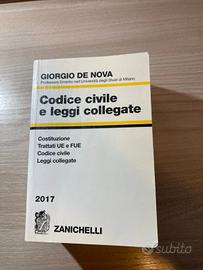 GIORGIO DE NOVA
Professore Emerito nell'Università degli Studi di Milano
Codice civile
e leggi collegate
Costituzione
Trattati UE e FUE
Codice civile
Leggi collegate
2017
ZANICHELLI
subito